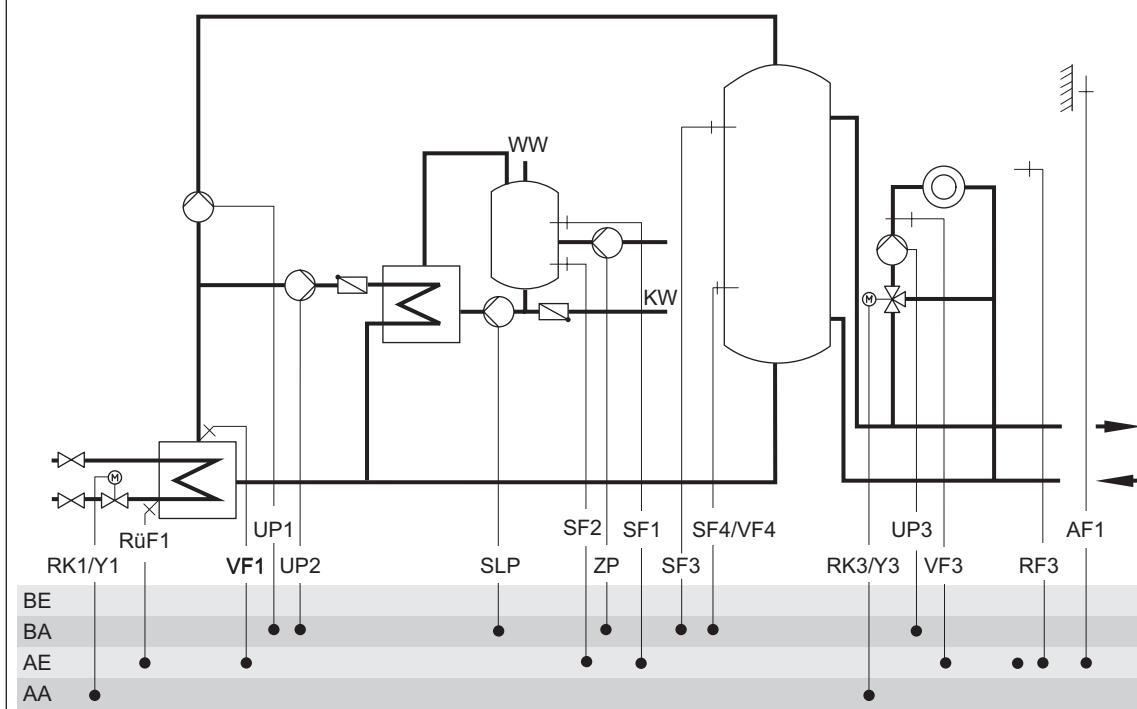 WW
KW
M
M
RüF1
UP1
SF2
SF1
SF4/VF4
UP3
AF1
RK1/Y1
VF1
UP2
SLP
ZP
SF3
RK3/Y3
VF3
RF3
BE
BA
AE
AA